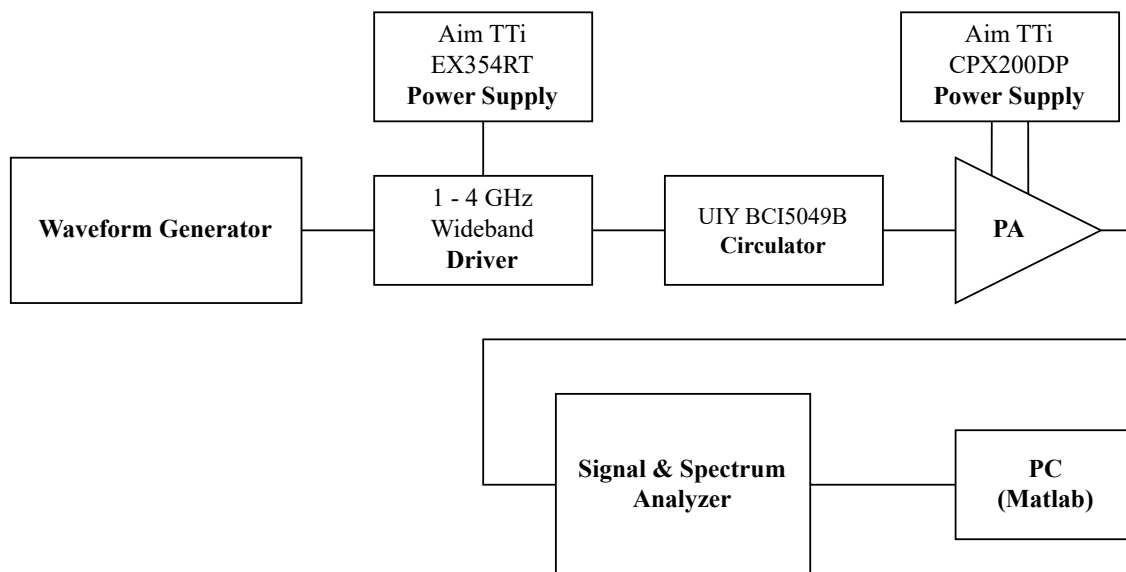 Aim TTi
EX354RT
Power Supply
Aim TTi
CPX200DP
Power Supply
Waveform Generator
1 - 4 GHz
Wideband
Driver
UIY BCI5049B
Circulator
PA
Signal & Spectrum
Analyzer
PC
(Matlab)